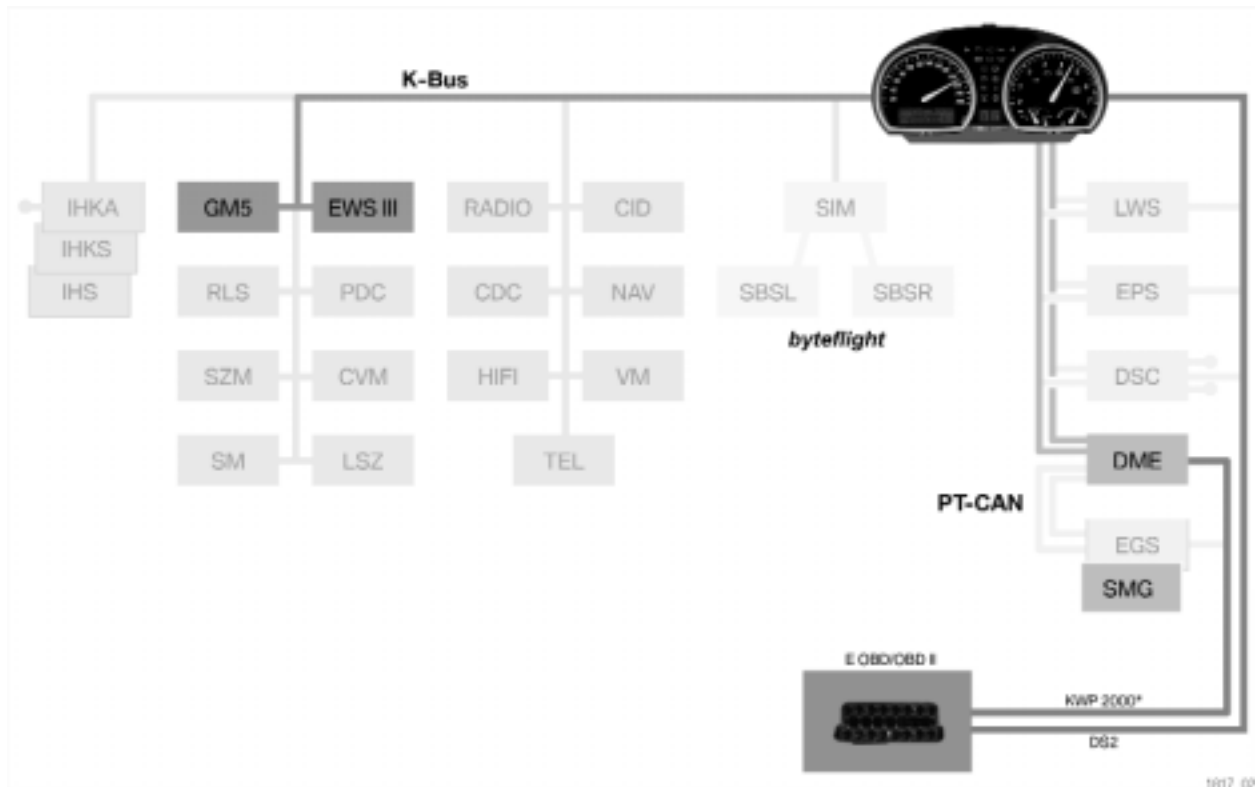 K-Bus
IHKA GM5 EWS III RADIO CID SIM LWS
IHKS
IHS RLS PDC CDC NAV SBSL SBSR EPS
byteflight
SZM CVM HIFI VM DSC
SM LSZ TEL DME
PT-CAN
EGS
SMG
E OBD/OBD II
KWP 2000*
DS2